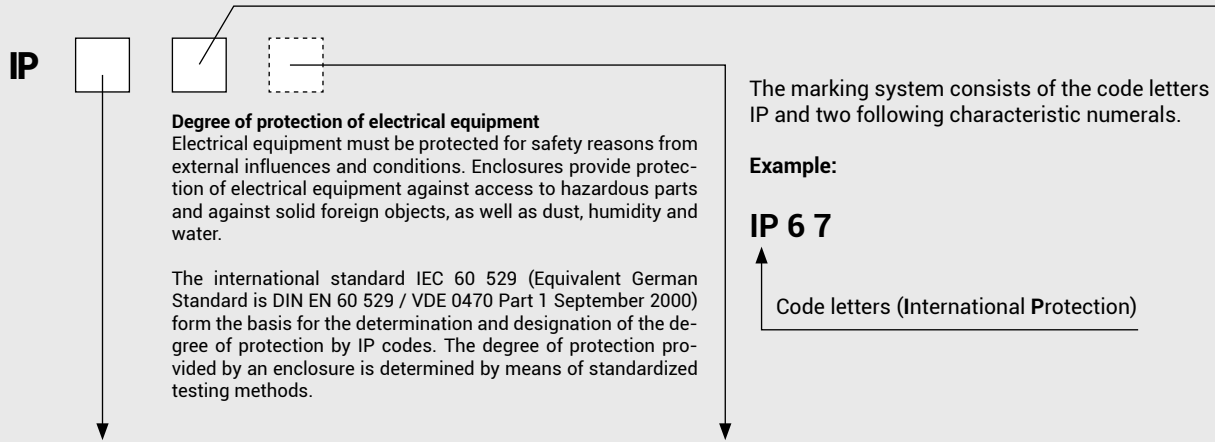 IP
Degree of protection of electrical equipment
Electrical equipment must be protected for safety reasons from
external influences and conditions. Enclosures provide protec-
tion of electrical equipment against access to hazardous parts
and against solid foreign objects, as well as dust, humidity and
water.
The international standard IEC 60 529 (Equivalent German
Standard is DIN EN 60 529 / VDE 0470 Part 1 September 2000)
form the basis for the determination and designation of the de-
gree of protection by IP codes. The degree of protection pro-
vided by an enclosure is determined by means of standardized
testing methods.
The marking system consists of the code letters
IP and two following characteristic numerals.
Example:
IP 6 7
Code letters (International Protection)